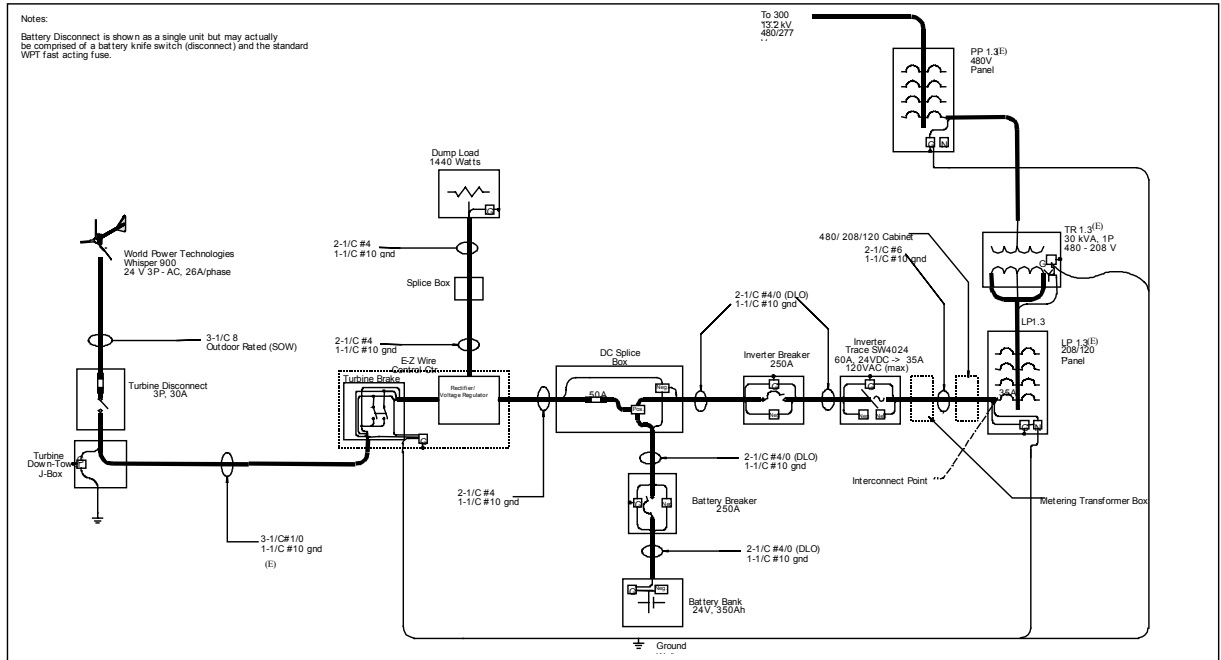 Notes:
Battery Disconnect is shown as a single unit but may actually
be comprised of a battery knife switch (disconnect) and the standard
WPT fast acting fuse.
To 300
13.2 kV
480/277
PP 1.3(E)
480V
Panel
G N
Dump Load
1440 Watts
G
World Power Technologies
Whisper 900
24 V 3P - AC, 26A/phase
2-1/C #4
1-1/C #10 gnd
Splice Box
2-1/C #4
1-1/C #10 gnd
3-1/C 8
Outdoor Rated (SOW)
Turbine Disconnect
3P, 30A
Turbine
Down-Tow
J-Box
3-1/C#1/0
1-1/C #10 gnd
(E)
E-Z Wire
Control Ctr.
Turbine Brake
Rectifier/
Voltage Regulator
G
2-1/C #4
1-1/C #10 gnd
DC Splice
Box
50A
Neg
Pos
2-1/C #4/0 (DLO)
1-1/C #10 gnd
Inverter Breaker
250A
G
Neg
Inverter
Trace SW4024
60A, 24VDC -> 35A
120VAC (max)
G
Neg
480/ 208/120 Cabinet
2-1/C #6
1-1/C #10 gnd
TR 1.3(E)
30 kVA, 1P
480 - 208 V
G
LP1.3
LP 1.3(E)
208/120
Panel
35A
G N
Interconnect Point
Metering Transformer Box
2-1/C #4/0 (DLO)
1-1/C #10 gnd
Battery Breaker
250A
G
2-1/C #4/0 (DLO)
1-1/C #10 gnd
G
Neg
Battery Bank
24V, 350Ah
Ground